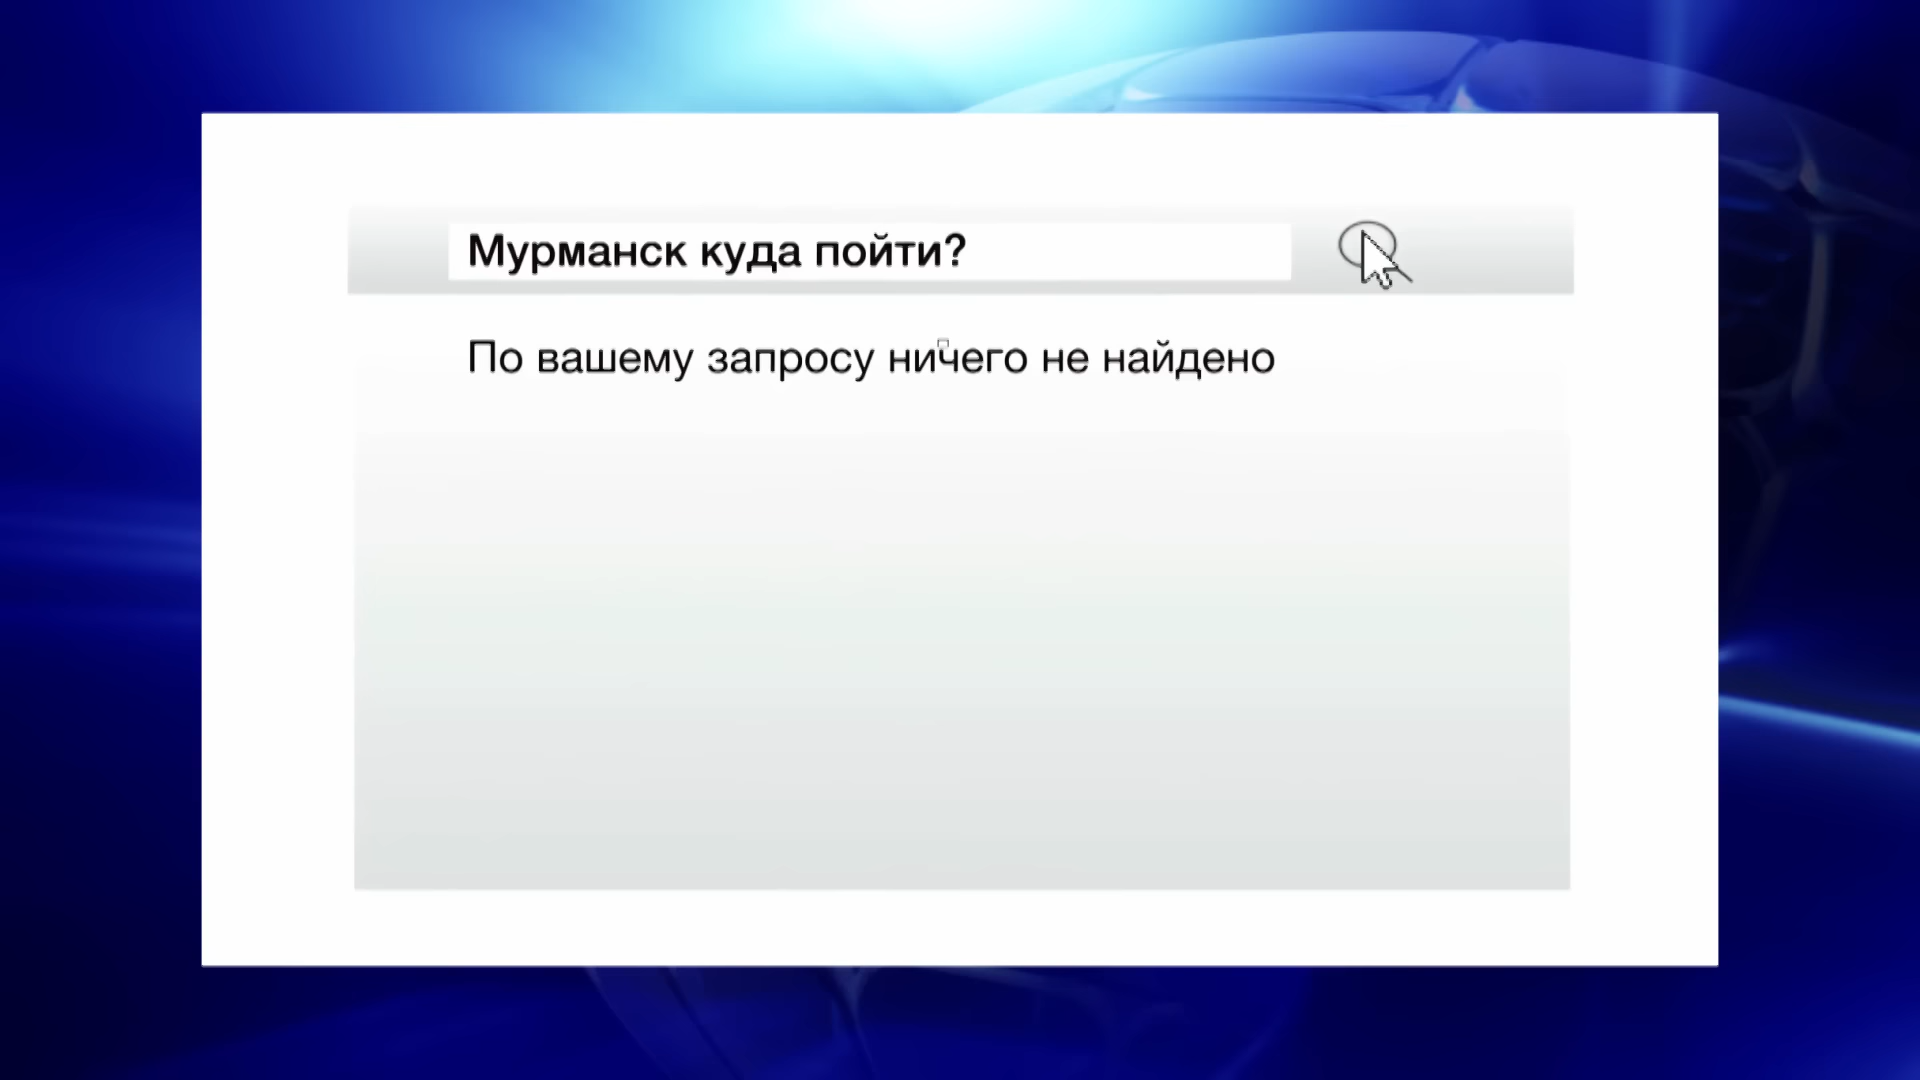 Мурманск куда пойти?
По вашему запросу ничего не найдено